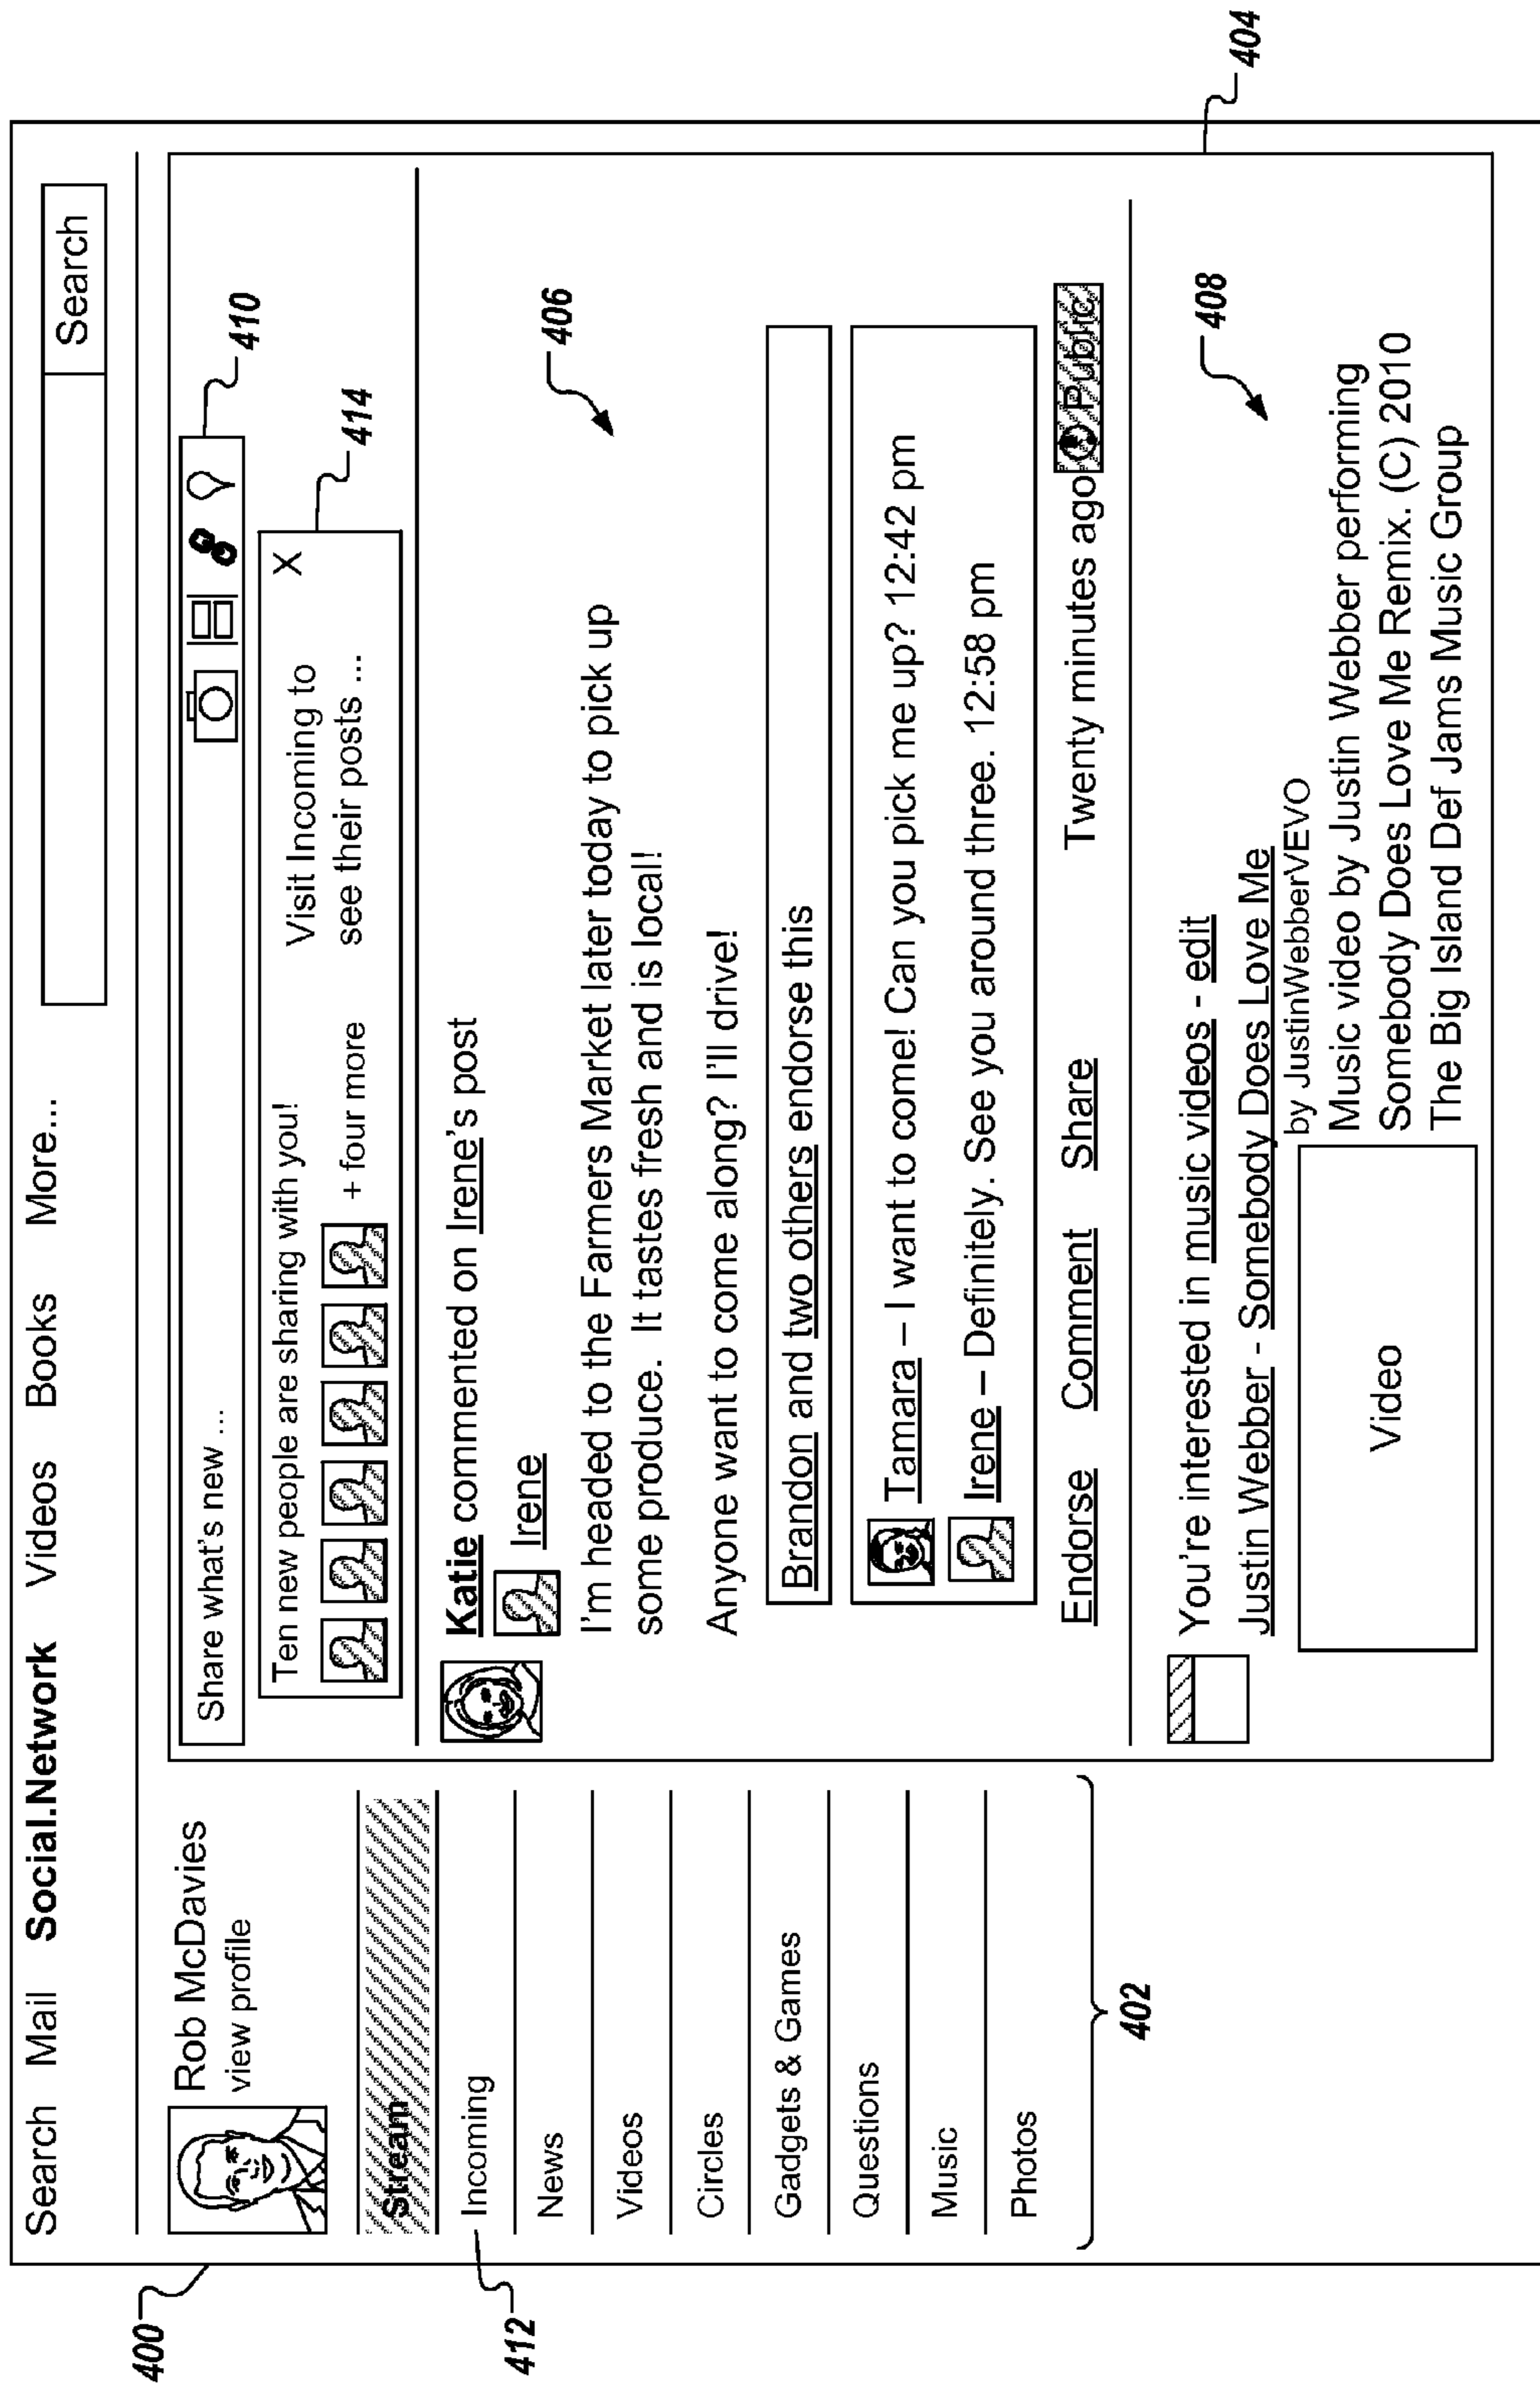 Search Mail Social.Network Videos Books More...
Search
400
Rob McDavies
view profile
Stream
412
Incoming
News
Videos
Circles
Gadgets & Games
Questions
Music
Photos
402
Share what's new ...
410
Ten new people are sharing with you!
+ four more
Visit Incoming to
see their posts ...
X
414
Katie commented on Irene's post
Irene
406
I'm headed to the Farmers Market later today to pick up
some produce. It tastes fresh and is local!
Anyone want to come along? I'll drive!
Brandon and two others endorse this
Tamara – I want to come! Can you pick me up? 12:42 pm
Irene – Definitely. See you around three. 12:58 pm
Endorse Comment Share Twenty minutes ago Public
404
You're interested in music videos - edit
408
Justin Webber - Somebody Does Love Me
by JustinWebberVEVO
Video
Music video by Justin Webber performing
Somebody Does Love Me Remix. (C) 2010
The Big Island Def Jams Music Group